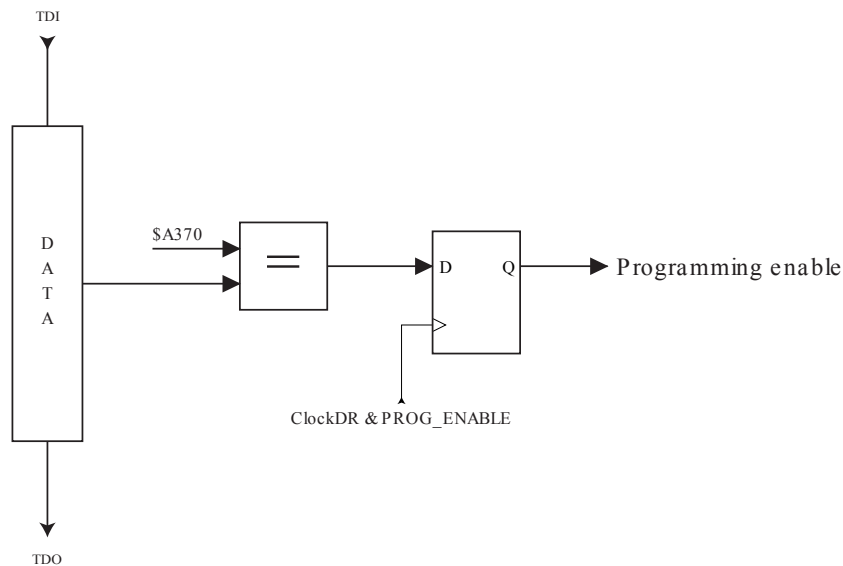 TDI
D
A
T
A
$A370
=
D
Q
Programming enable
ClockDR & PROG_ENABLE
TDO